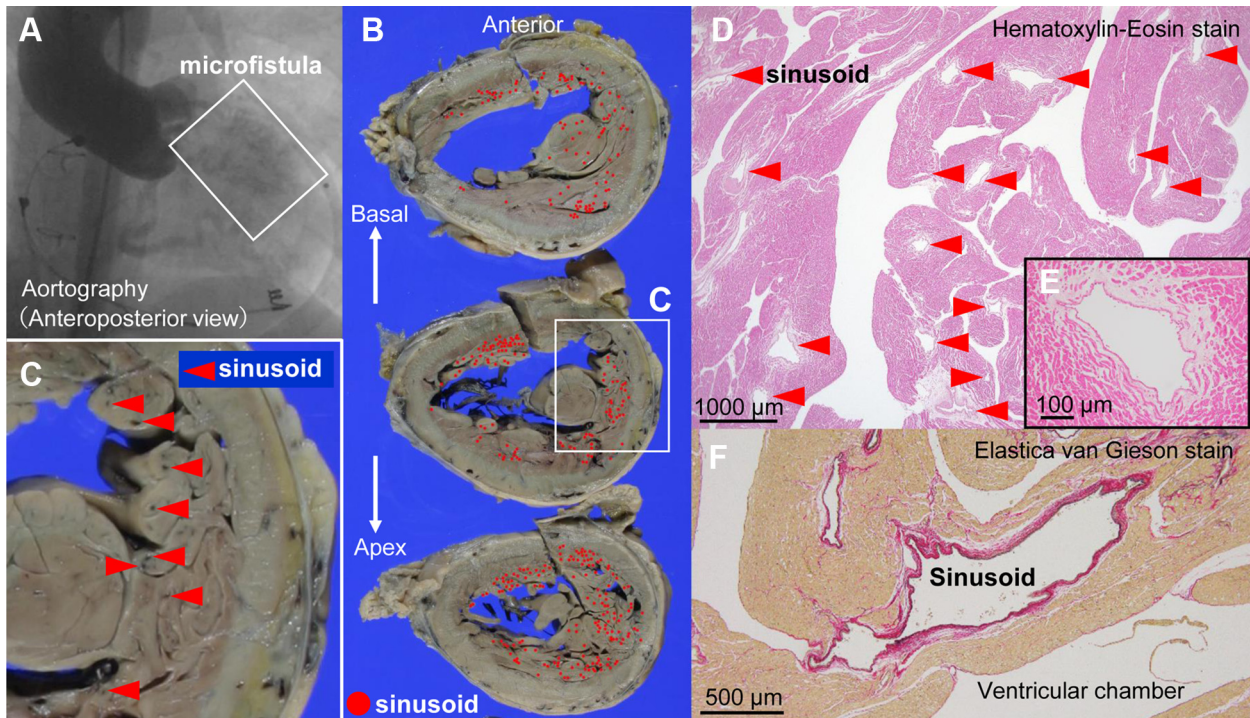 A
microfistula
Aortography
（Anteroposterior view）
B
Anterior
Basal
C
Apex
sinusoid
C
sinusoid
D
Hematoxylin-Eosin stain
sinusoid
1000 µm
E
100 µm
F
Elastica van Gieson stain
Sinusoid
Ventricular chamber
500 µm